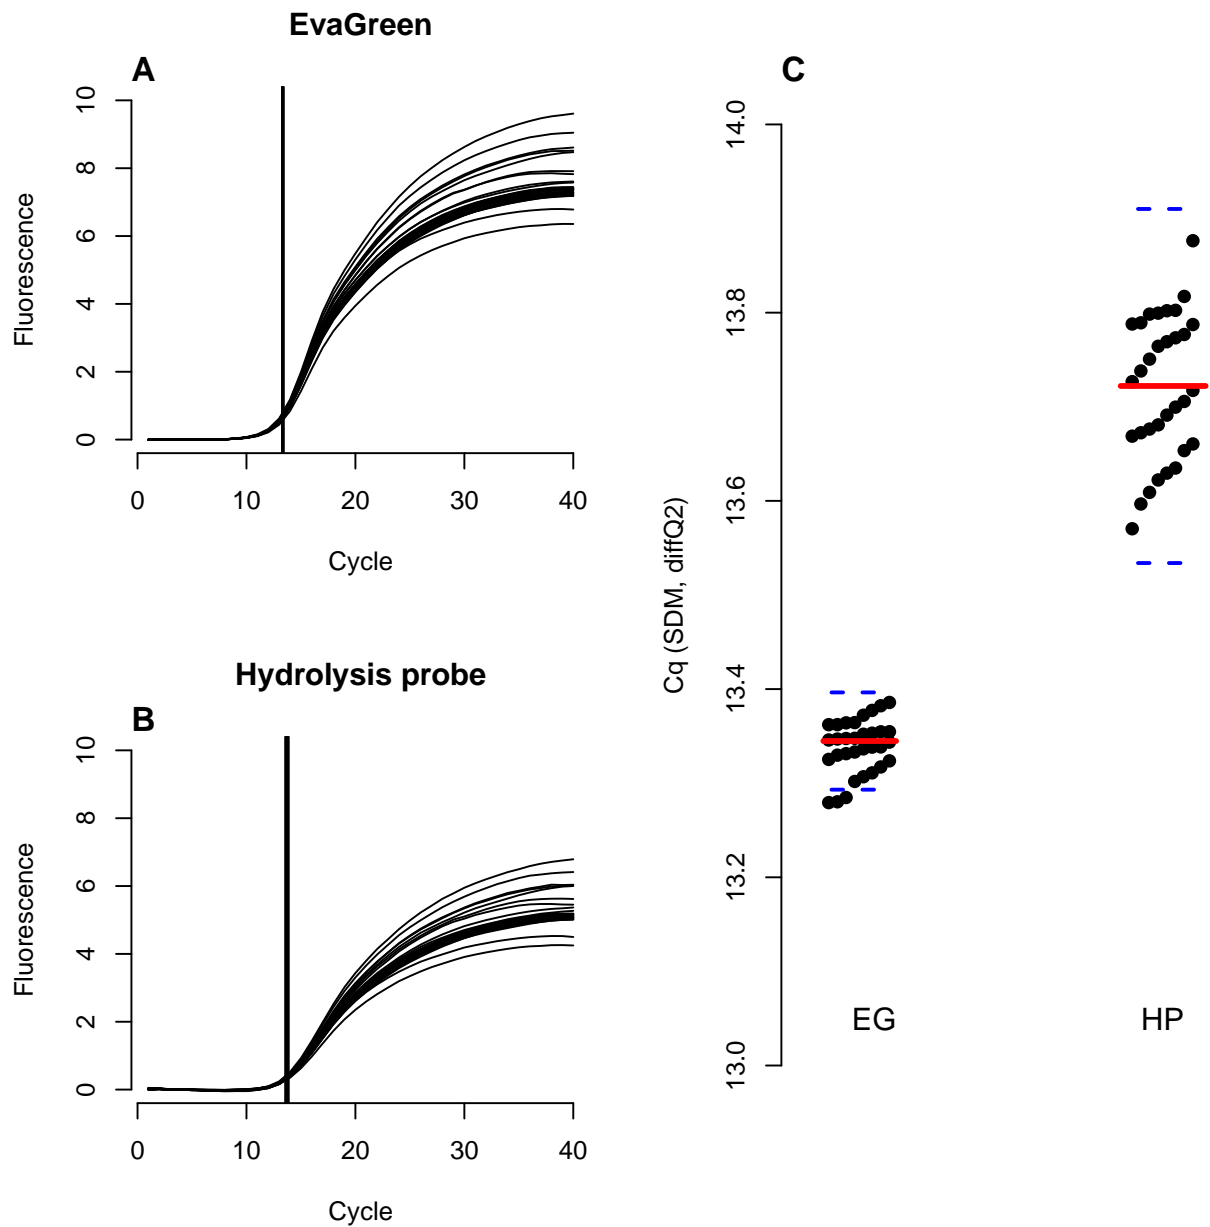 EvaGreen
A
Fluorescence
0 2 4 6 8 10
0 10 20 30 40
Cycle
Hydrolysis probe
B
Fluorescence
0 2 4 6 8 10
0 10 20 30 40
Cycle
C
Cq (SDM, diffQ2)
13.0 13.2 13.4 13.6 13.8 14.0
EG HP